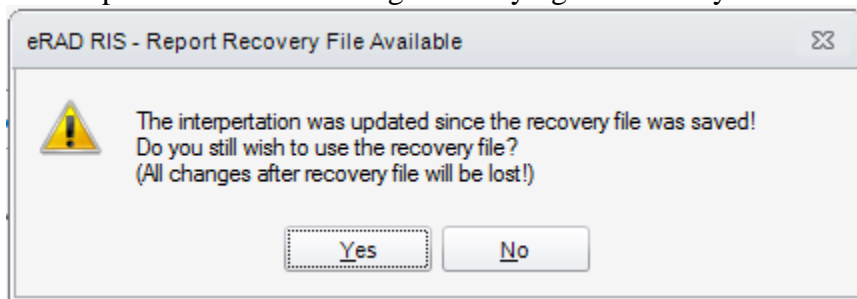 eRAD RIS - Report Recovery File Available
The interpertation was updated since the recovery file was saved!
Do you still wish to use the recovery file?
(All changes after recovery file will be lost!)
Yes No